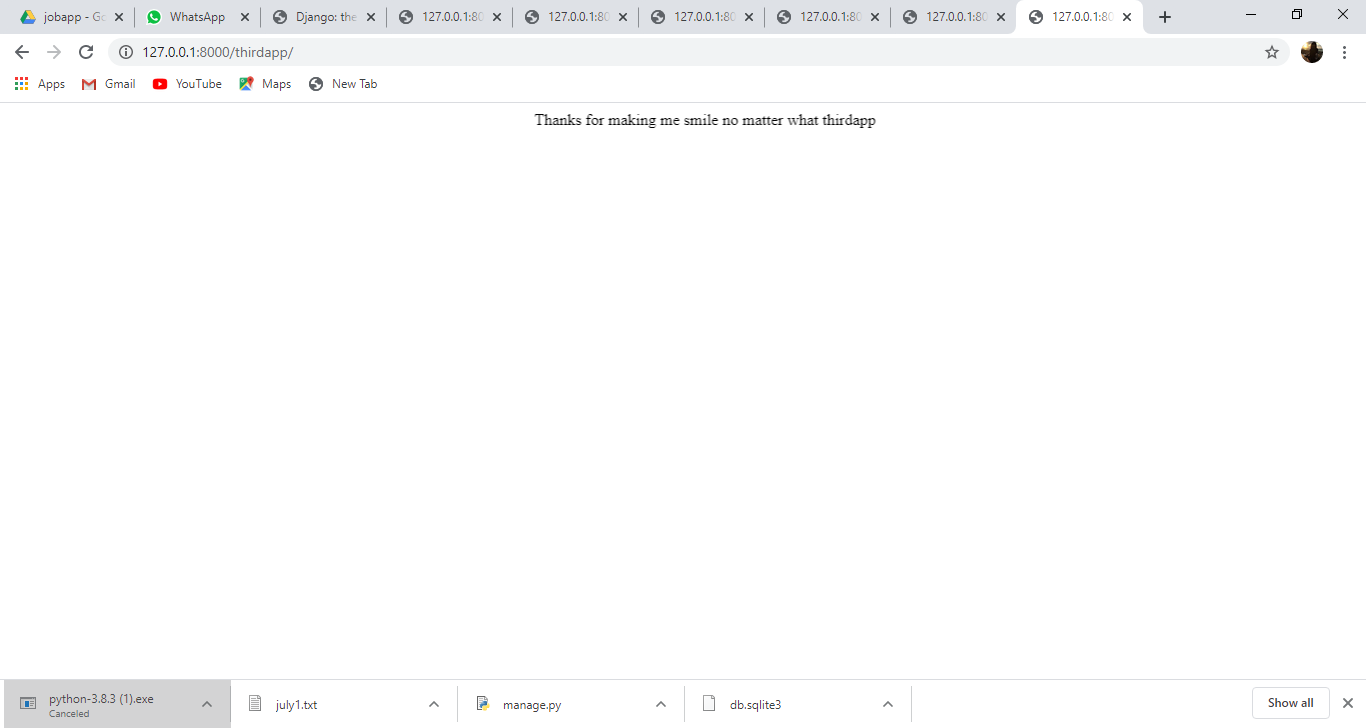 jobapp - Gc
WhatsApp
Django: the
127.0.0.1:80
127.0.0.1:80
127.0.0.1:80
127.0.0.1:80
127.0.0.1:80
127.0.0.1:80
127.0.0.1:8000/thirdapp/
Apps
Gmail
YouTube
Maps
New Tab
Thanks for making me smile no matter what thirdapp
python-3.8.3 (1).exe
Canceled
july1.txt
manage.py
db.sqlite3
Show all